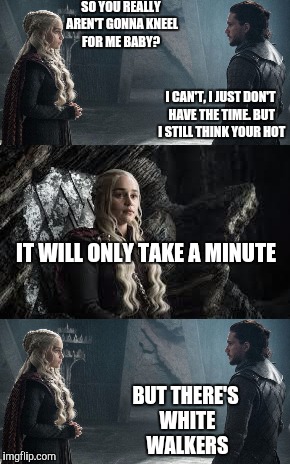 SO YOU REALLY
AREN'T GONNA KNEEL
FOR ME BABY?
I CAN'T, I JUST DON'T
HAVE THE TIME. BUT
I STILL THINK YOUR HOT
IT WILL ONLY TAKE A MINUTE
BUT THERE'S
WHITE
WALKERS
imgflip.com